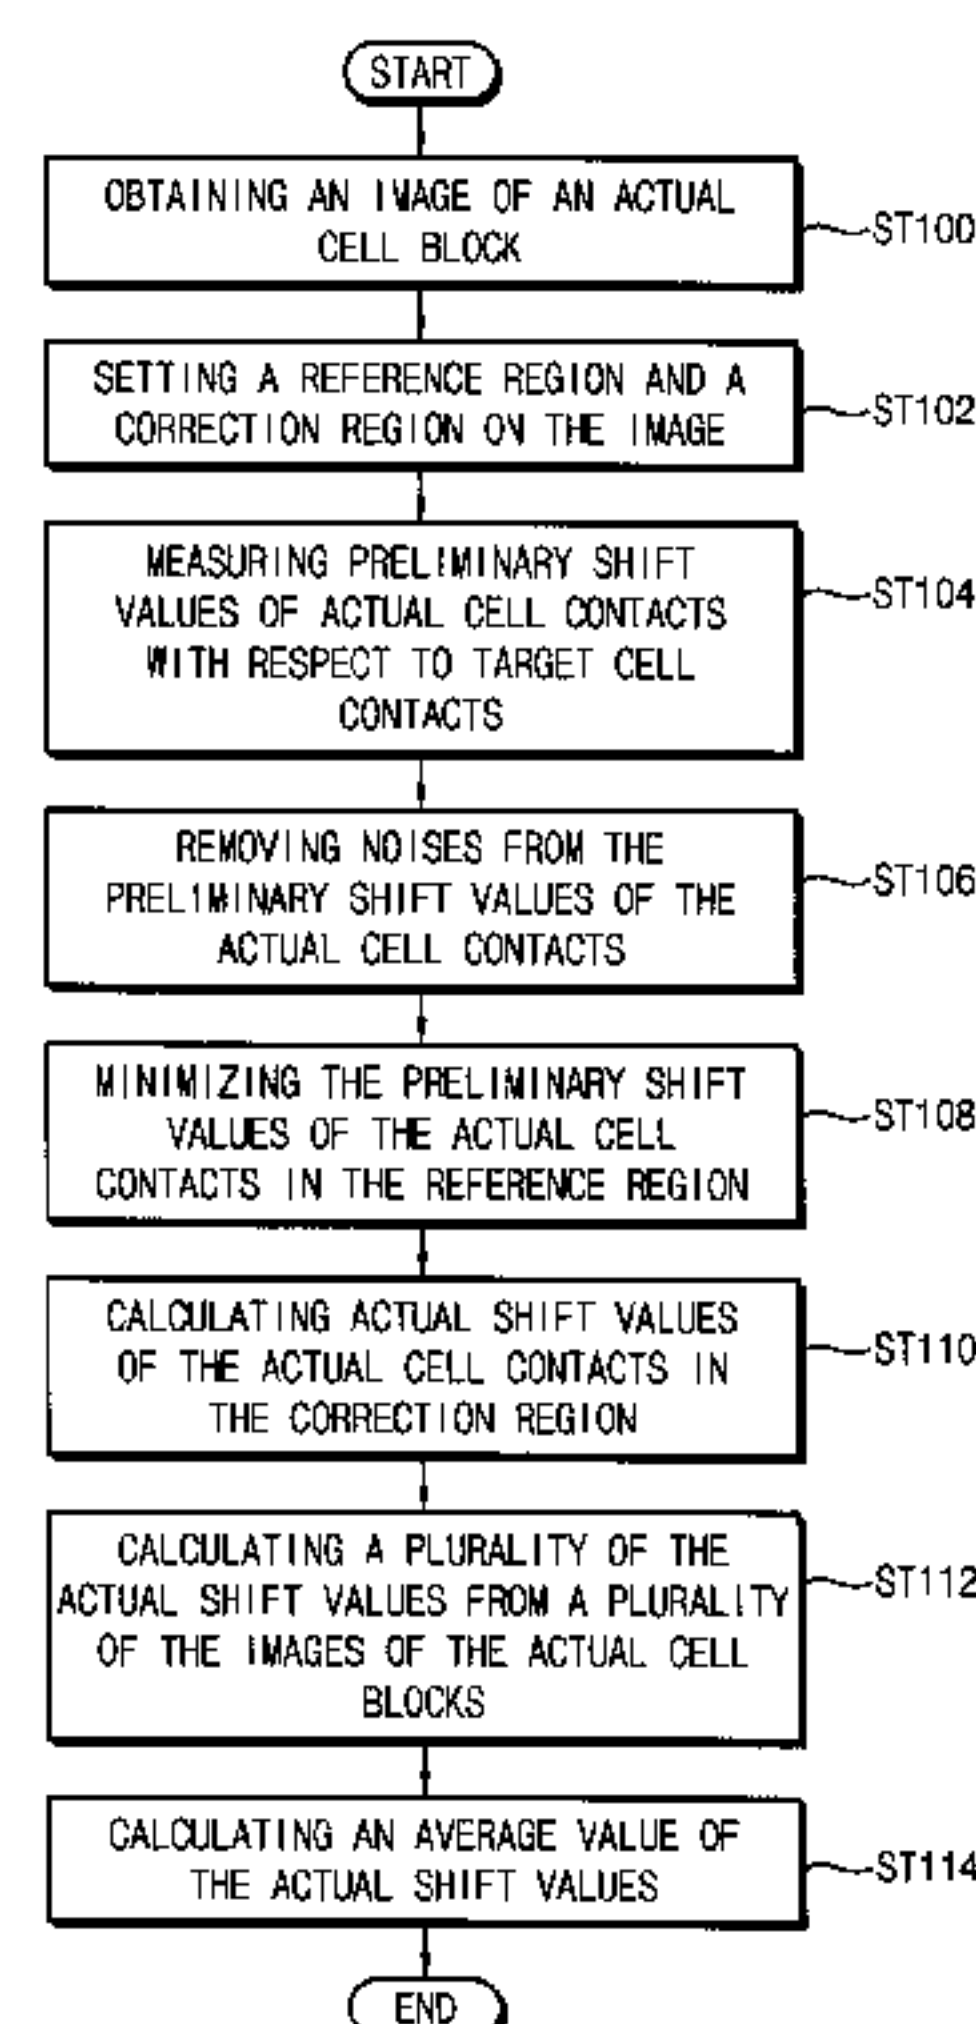 START
OBTAINING AN IMAGE OF AN ACTUAL
CELL BLOCK
ST100
SETTING A REFERENCE REGION AND A
CORRECTION REGION ON THE IMAGE
ST102
MEASURING PRELIMINARY SHIFT
VALUES OF ACTUAL CELL CONTACTS
WITH RESPECT TO TARGET CELL
CONTACTS
ST104
REMOVING NOISES FROM THE
PRELIMINARY SHIFT VALUES OF THE
ACTUAL CELL CONTACTS
ST106
MINIMIZING THE PRELIMINARY SHIFT
VALUES OF THE ACTUAL CELL
CONTACTS IN THE REFERENCE REGION
ST108
CALCULATING ACTUAL SHIFT VALUES
OF THE ACTUAL CELL CONTACTS IN
THE CORRECTION REGION
ST110
CALCULATING A PLURALITY OF THE
ACTUAL SHIFT VALUES FROM A PLURALITY
OF THE IMAGES OF THE ACTUAL CELL
BLOCKS
ST112
CALCULATING AN AVERAGE VALUE OF
THE ACTUAL SHIFT VALUES
ST114
END